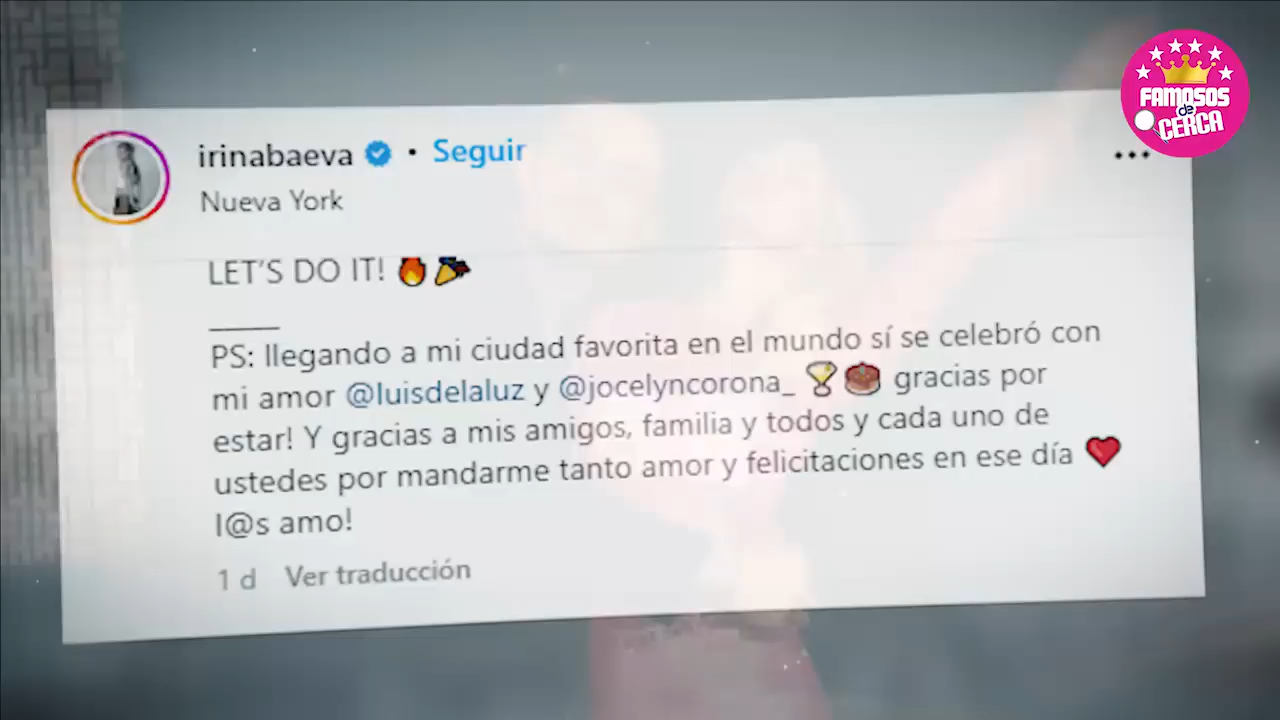 FAMOSOS
de
CERCA
irinabaeva • Seguir
Nueva York
LET'S DO IT! 🔥🎉
_____
PS: llegando a mi ciudad favorita en el mundo sí se celebró con
mi amor @luisdelaluz y @jocelyncorona_ 🏆🎂 gracias por
estar! Y gracias a mis amigos, familia y todos y cada uno de
ustedes por mandarme tanto amor y felicitaciones en ese día ❤️
l@s amo!
1 d Ver traducción